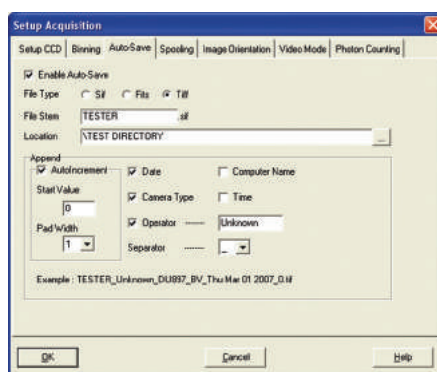 Setup Acquisition
Setup CCD Binning Auto-Save Spooling Image Orientation Video Mode Photon Counting
Enable Auto-Save
File Type Sif Fits Tiff
File Stem TESTER .sif
Location \TEST DIRECTORY ...
Append
AutoIncrement Date Computer Name
Start Value
0
Camera Type Time
Pad Width
1
Operator ------ Unknown
Separator ------ _
Example : TESTER_Unknown_DU897_BV_Thu Mar 01 2007_0.tif
OK Cancel Help